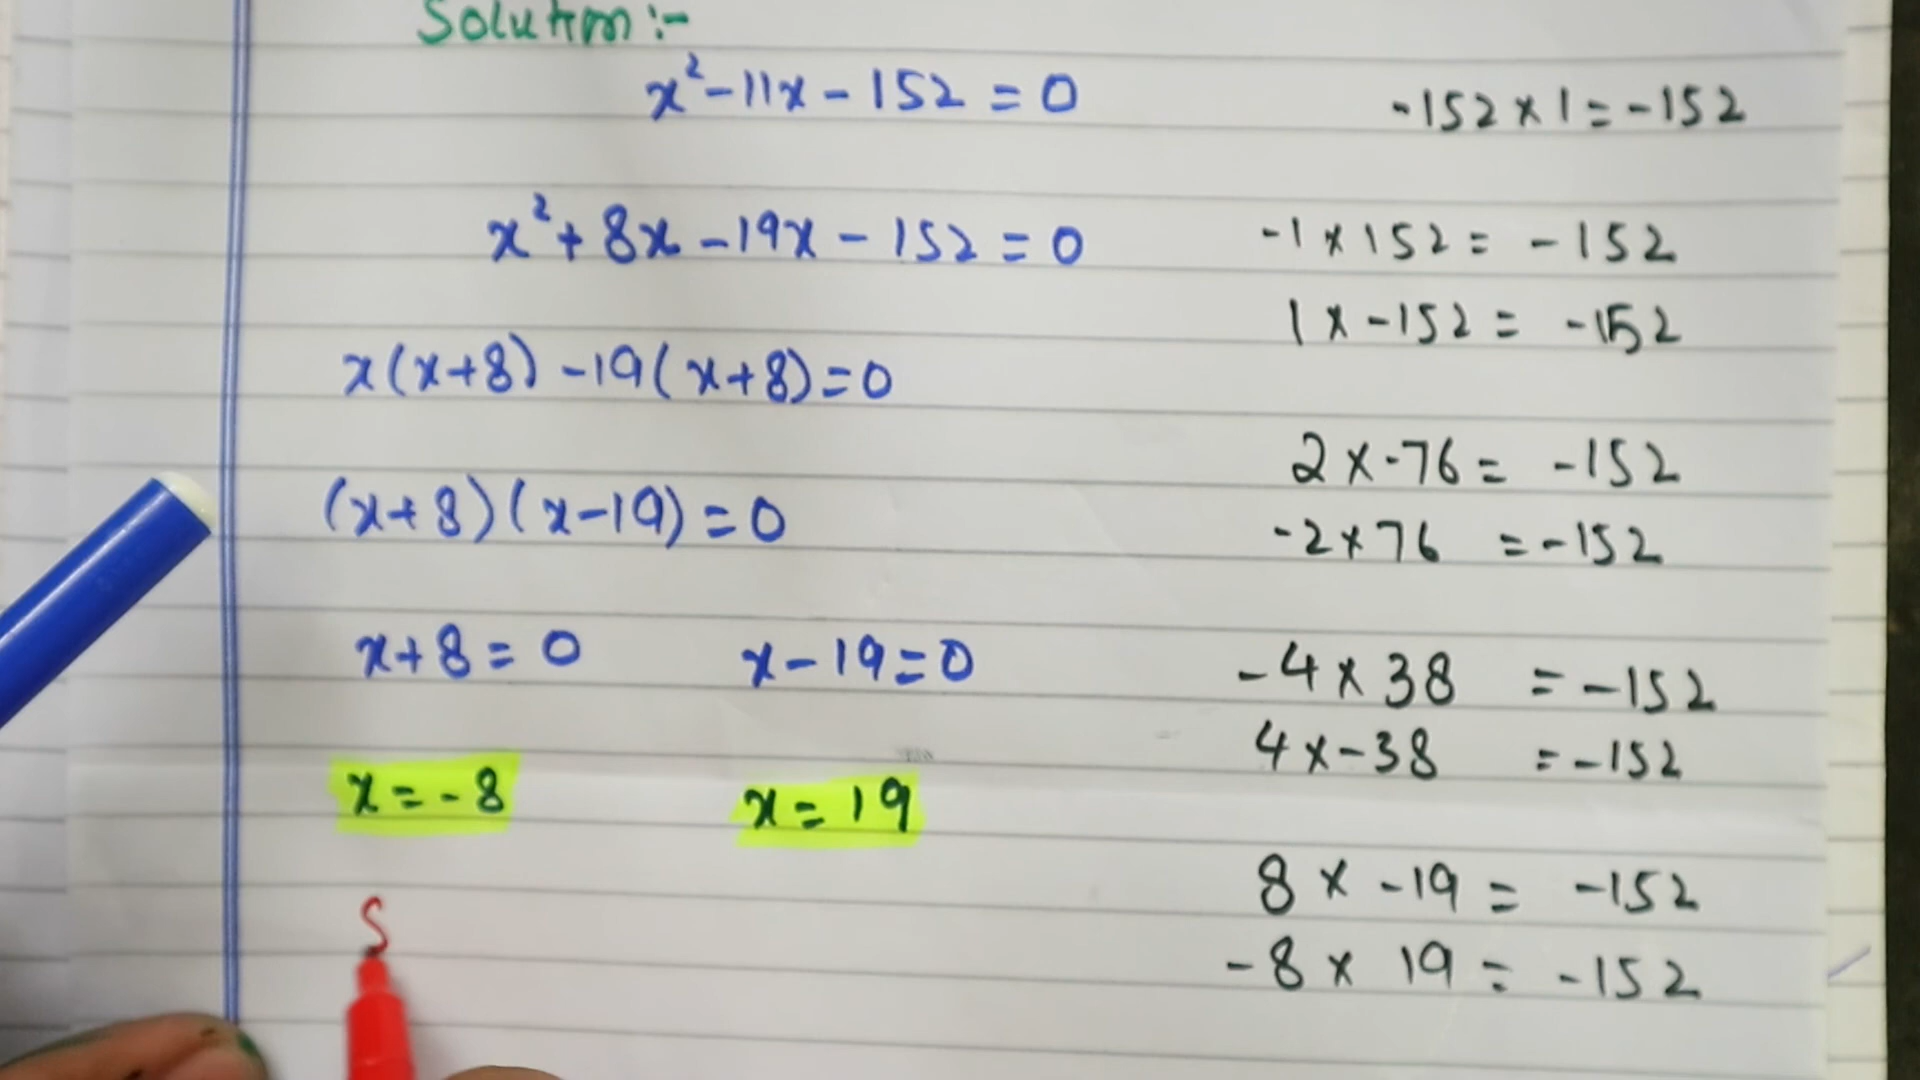 Solution :-
x² - 11x - 152 = 0
x² + 8x - 19x - 152 = 0
x(x+8) - 19(x+8) = 0
(x+8)(x-19) = 0
x+8 = 0 x-19 = 0
x = -8 x = 19
S
-152 x 1 = -152
-1 x 152 = -152
1 x -152 = -152
2 x -76 = -152
-2 x 76 = -152
-4 x 38 = -152
4 x -38 = -152
8 x -19 = -152
-8 x 19 = -152